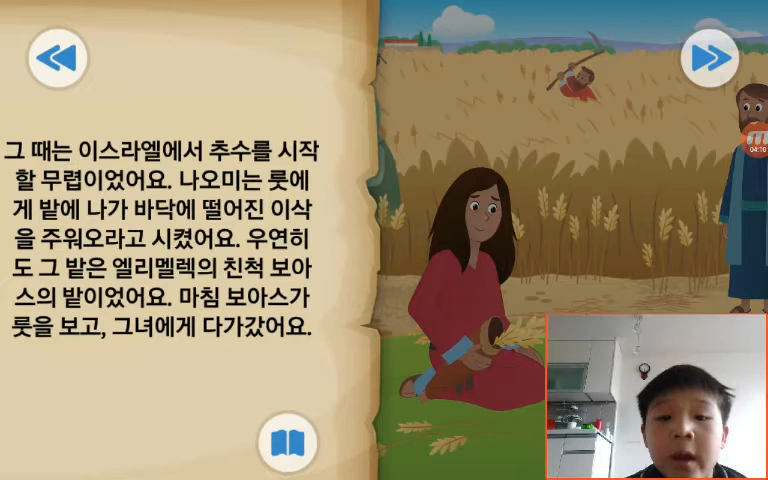 그 때는 이스라엘에서 추수를 시작
할 무렵이었어요. 나오미는 룻에
게 밭에 나가 바닥에 떨어진 이삭
을 주워오라고 시켰어요. 우연히
도 그 밭은 엘리멜렉의 친척 보아
스의 밭이었어요. 마침 보아스가
룻을 보고, 그녀에게 다가갔어요.
04:10